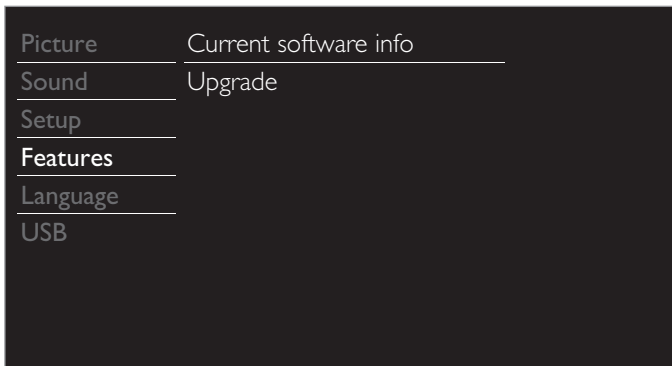 Picture
Sound
Setup
Features
Language
USB
Current software info
Upgrade